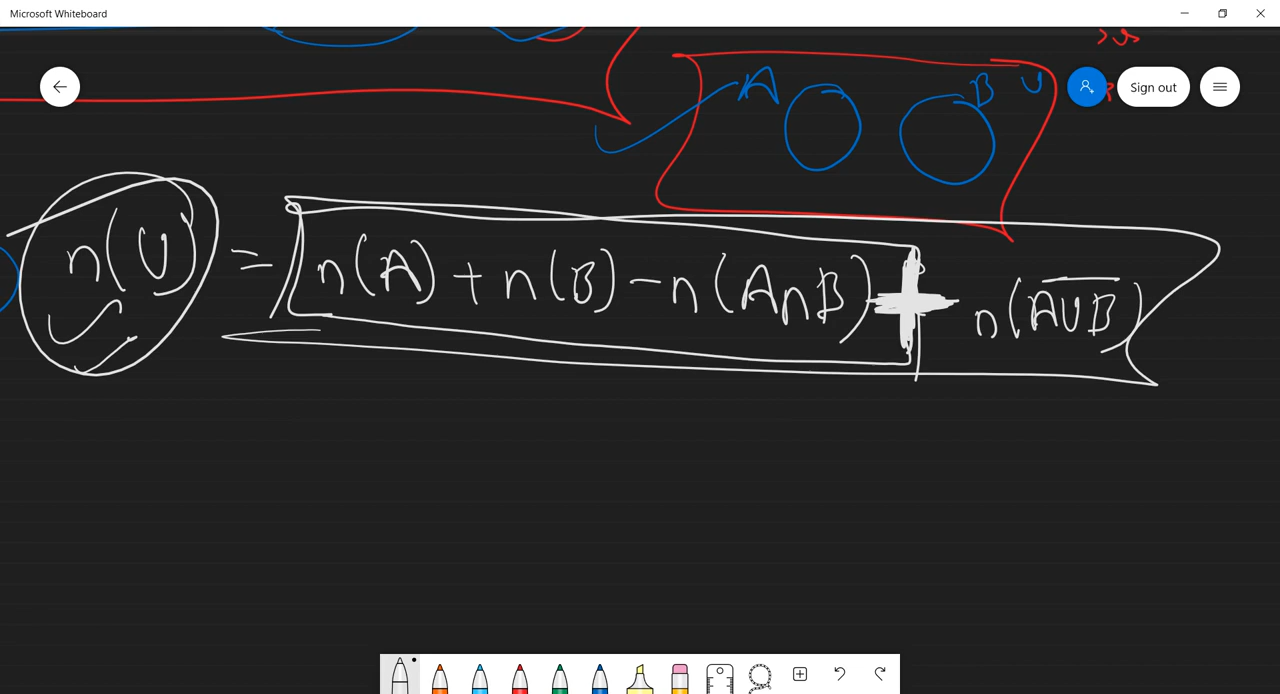 Microsoft Whiteboard
A B U
Sign out
n(U) = n(A) + n(B) - n(A∩B) + n(A̅∪̅B̅)